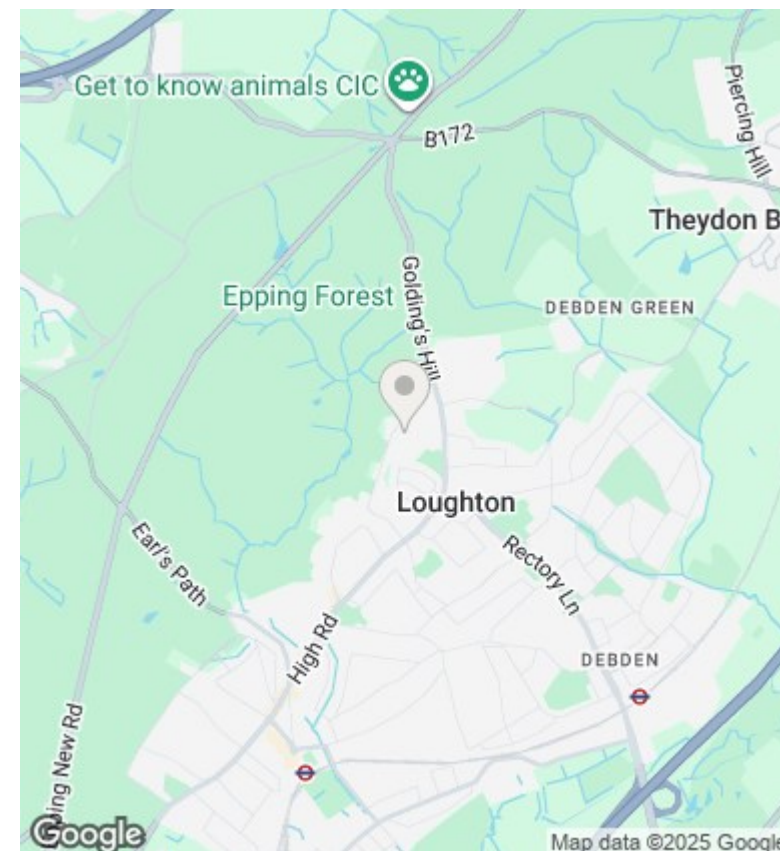 Get to know animals CIC
B172
Piercing Hill
Theydon B
Golding's Hill
Epping Forest
DEBDEN GREEN
Loughton
Earl's Path
Rectory Ln
High Rd
DEBDEN
ping New Rd
Google
Map data ©2025 Google